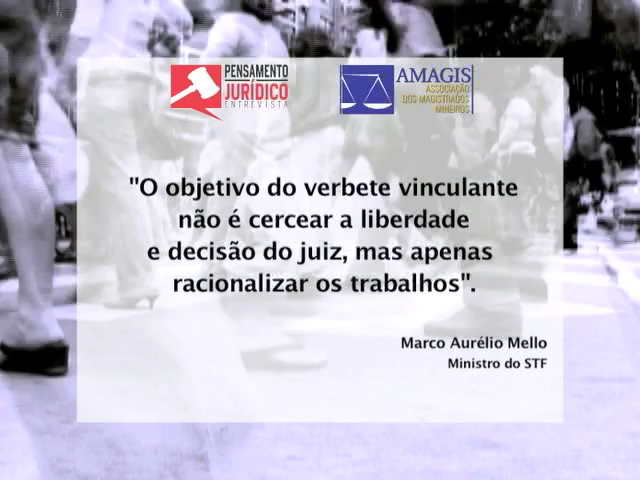 PENSAMENTO
JURÍDICO
ENTREVISTA
AMAGIS
ASSOCIAÇÃO
DOS MAGISTRADOS
MINEIROS
"O objetivo do verbete vinculante
não é cercear a liberdade
e decisão do juiz, mas apenas
racionalizar os trabalhos".
Marco Aurélio Mello
Ministro do STF